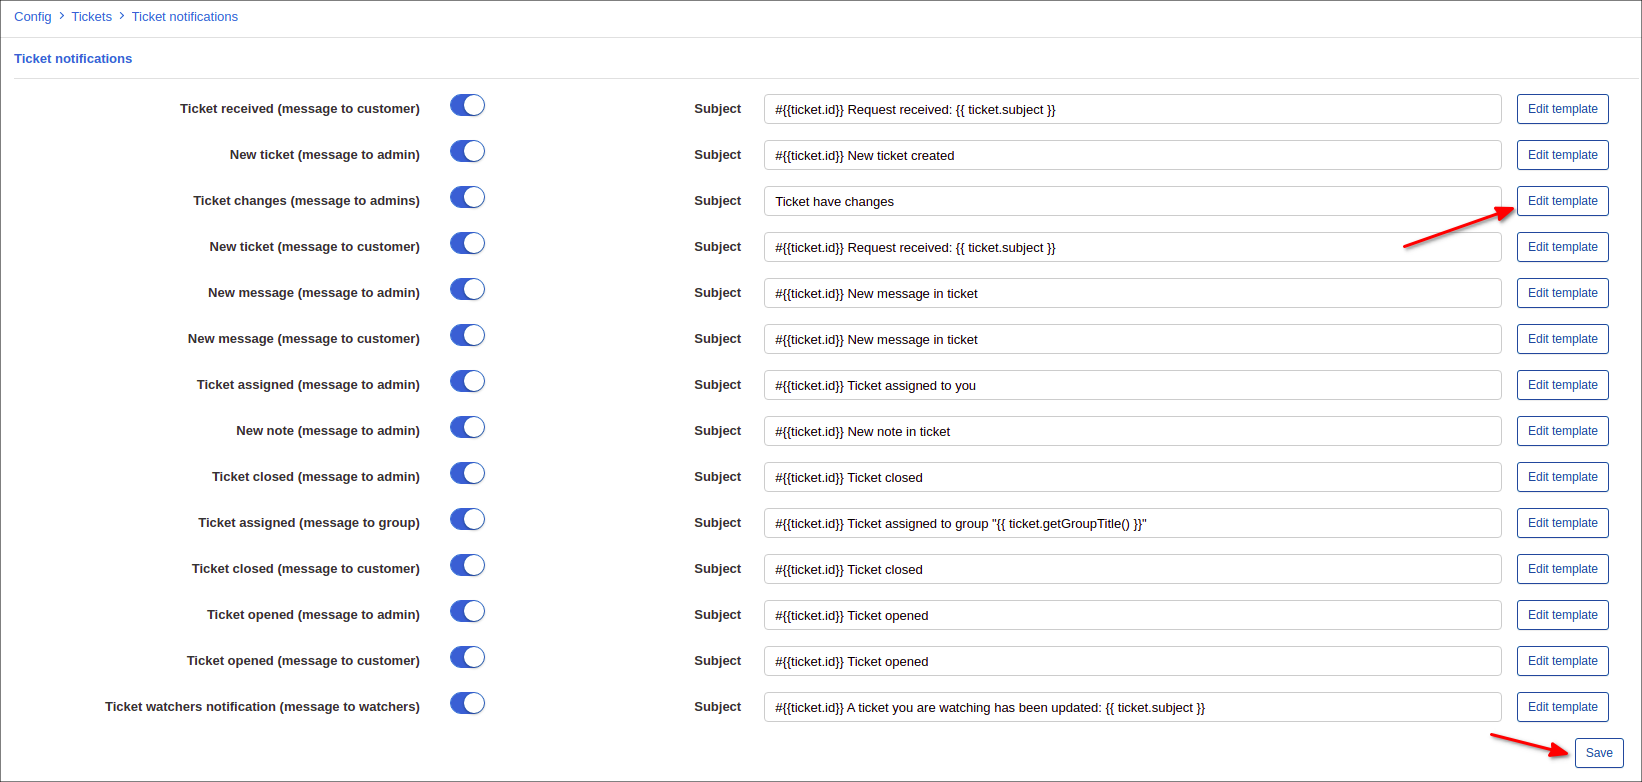 Config > Tickets > Ticket notifications
Ticket notifications
Ticket received (message to customer) Subject #{{ticket.id}} Request received: {{ ticket.subject }} Edit template
New ticket (message to admin) Subject #{{ticket.id}} New ticket created Edit template
Ticket changes (message to admins) Subject Ticket have changes Edit template
New ticket (message to customer) Subject #{{ticket.id}} Request received: {{ ticket.subject }} Edit template
New message (message to admin) Subject #{{ticket.id}} New message in ticket Edit template
New message (message to customer) Subject #{{ticket.id}} New message in ticket Edit template
Ticket assigned (message to admin) Subject #{{ticket.id}} Ticket assigned to you Edit template
New note (message to admin) Subject #{{ticket.id}} New note in ticket Edit template
Ticket closed (message to admin) Subject #{{ticket.id}} Ticket closed Edit template
Ticket assigned (message to group) Subject #{{ticket.id}} Ticket assigned to group "{{ ticket.getGroupTitle() }}" Edit template
Ticket closed (message to customer) Subject #{{ticket.id}} Ticket closed Edit template
Ticket opened (message to admin) Subject #{{ticket.id}} Ticket opened Edit template
Ticket opened (message to customer) Subject #{{ticket.id}} Ticket opened Edit template
Ticket watchers notification (message to watchers) Subject #{{ticket.id}} A ticket you are watching has been updated: {{ ticket.subject }} Edit template
Save